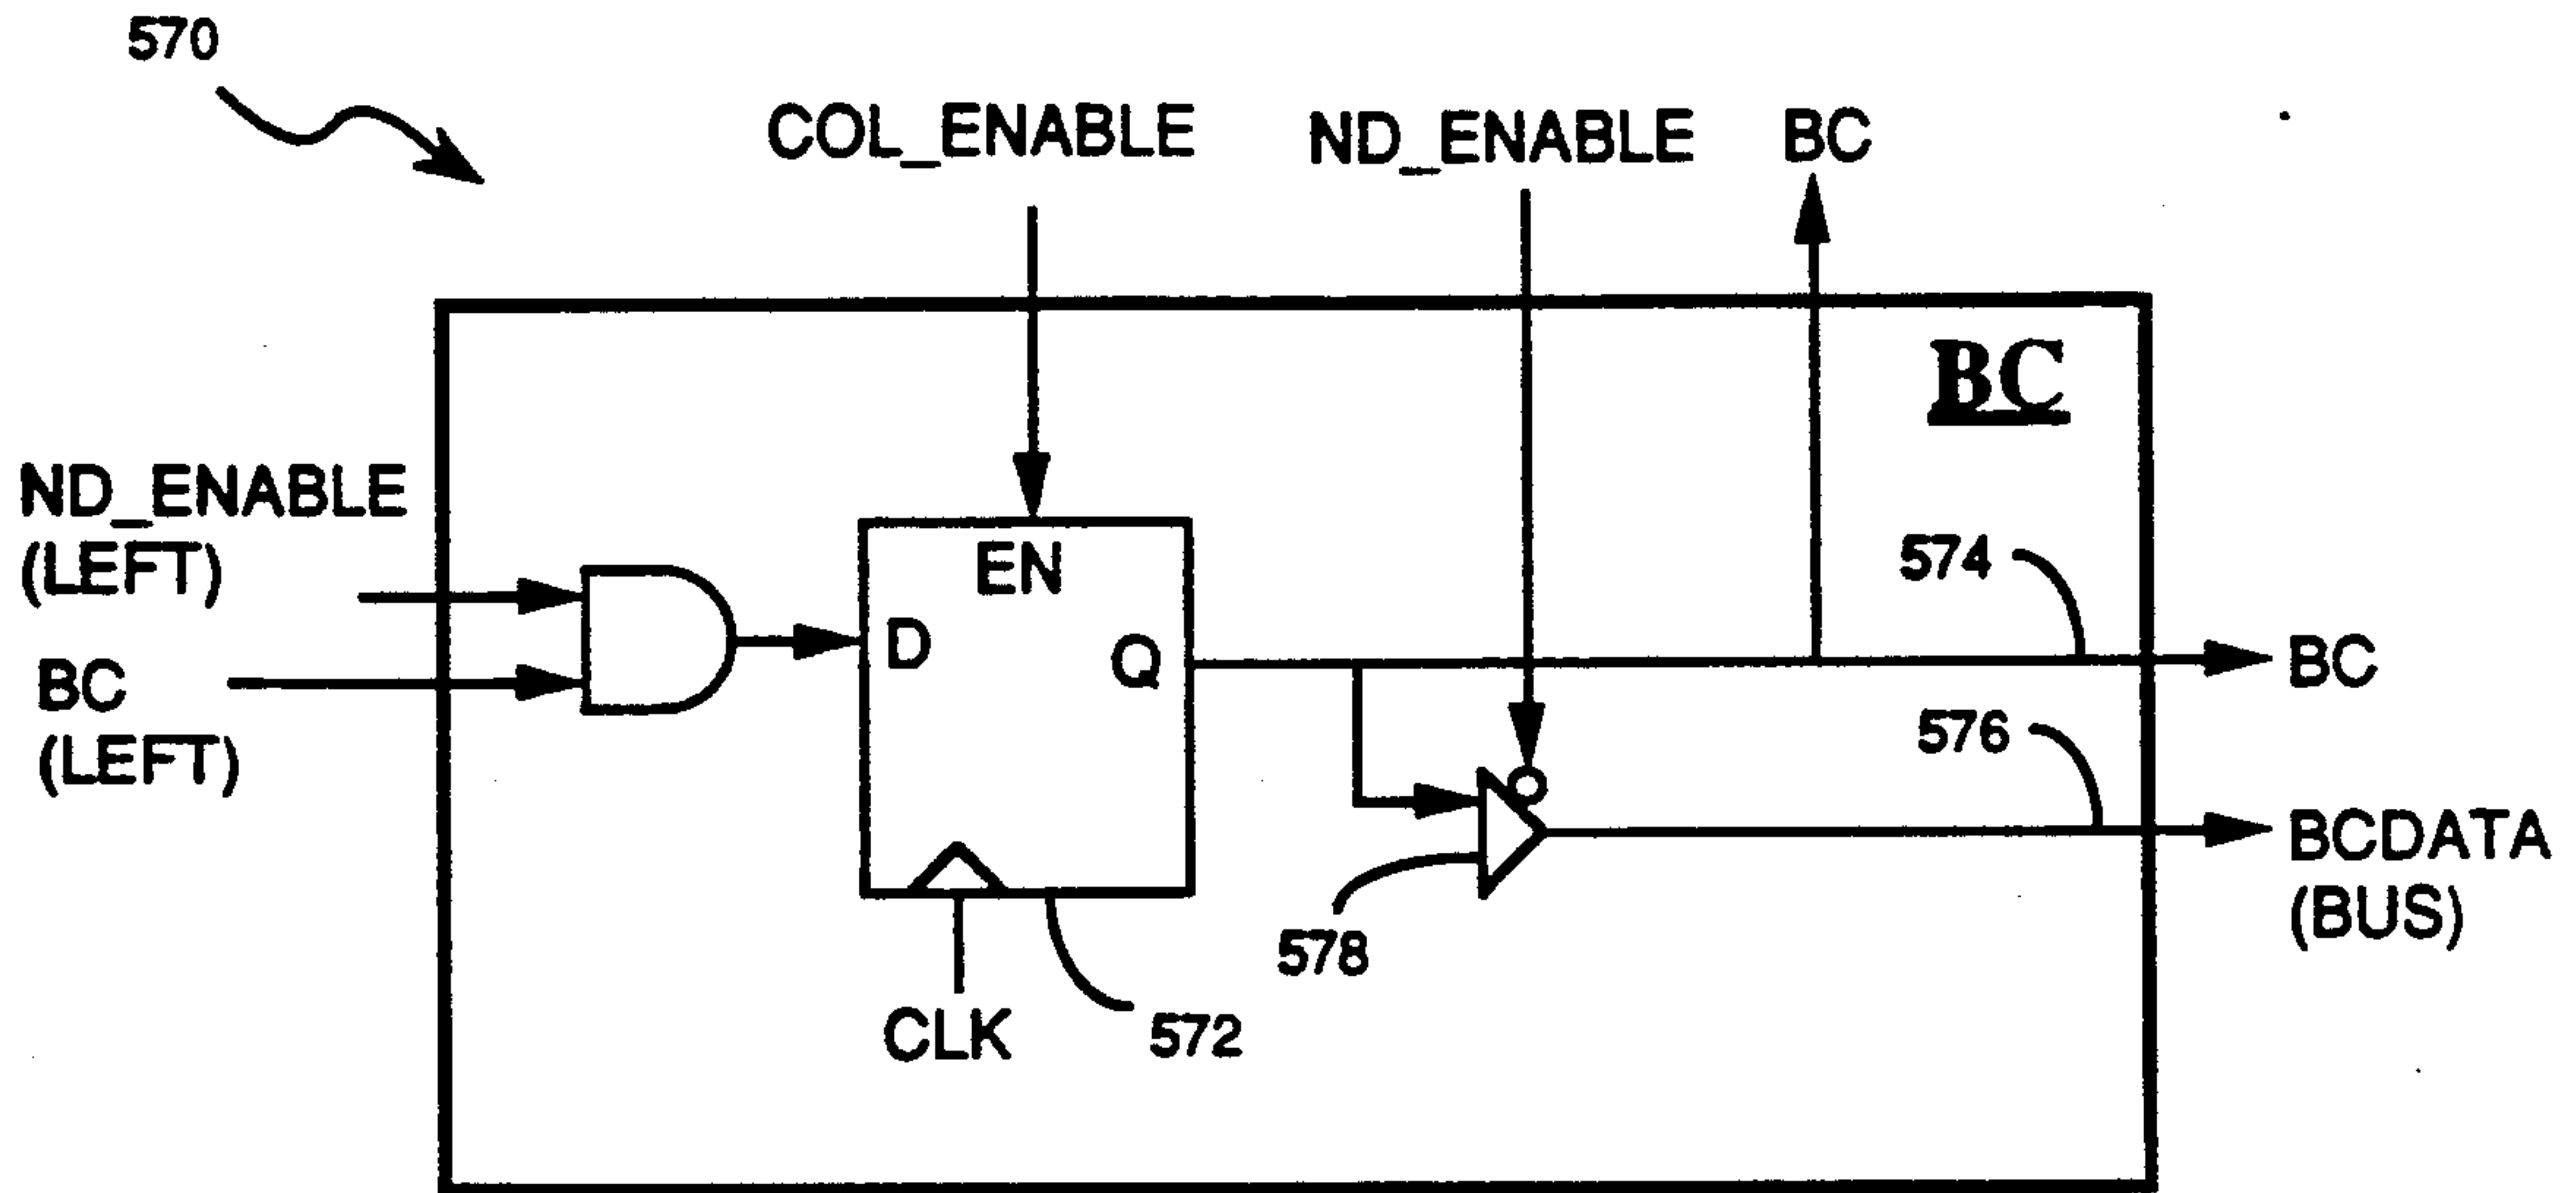 570
COL_ENABLE
ND_ENABLE
BC
BC
ND_ENABLE
(LEFT)
BC
(LEFT)
EN
D
Q
CLK
572
574
BC
576
BCDATA
(BUS)
578